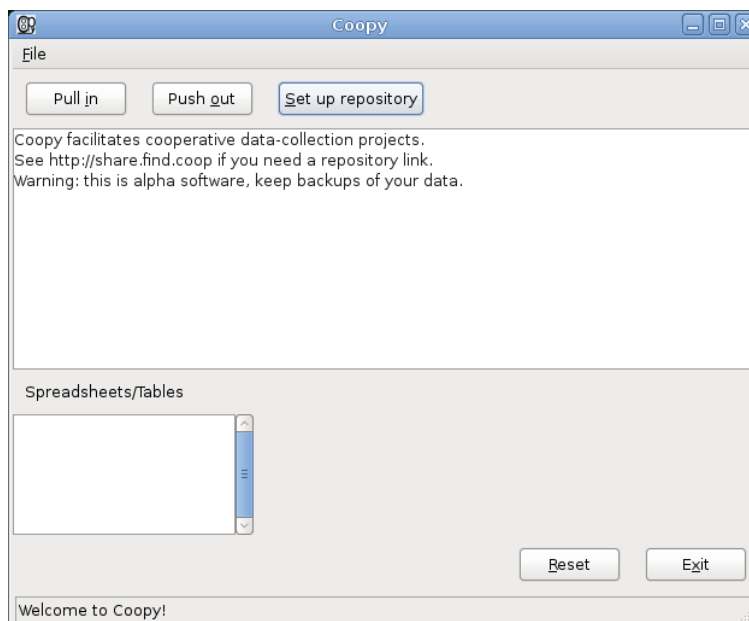 Coopy
File
Pull in
Push out
Set up repository
Coopy facilitates cooperative data-collection projects.
See http://share.find.coop if you need a repository link.
Warning: this is alpha software, keep backups of your data.
Spreadsheets/Tables
Reset
Exit
Welcome to Coopy!